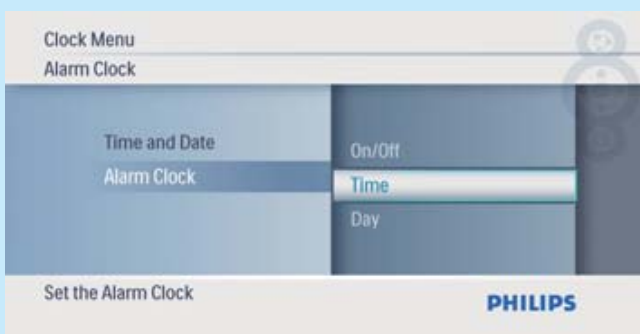 Clock Menu
Alarm Clock
Time and Date
Alarm Clock
On/Off
Time
Day
Set the Alarm Clock
PHILIPS